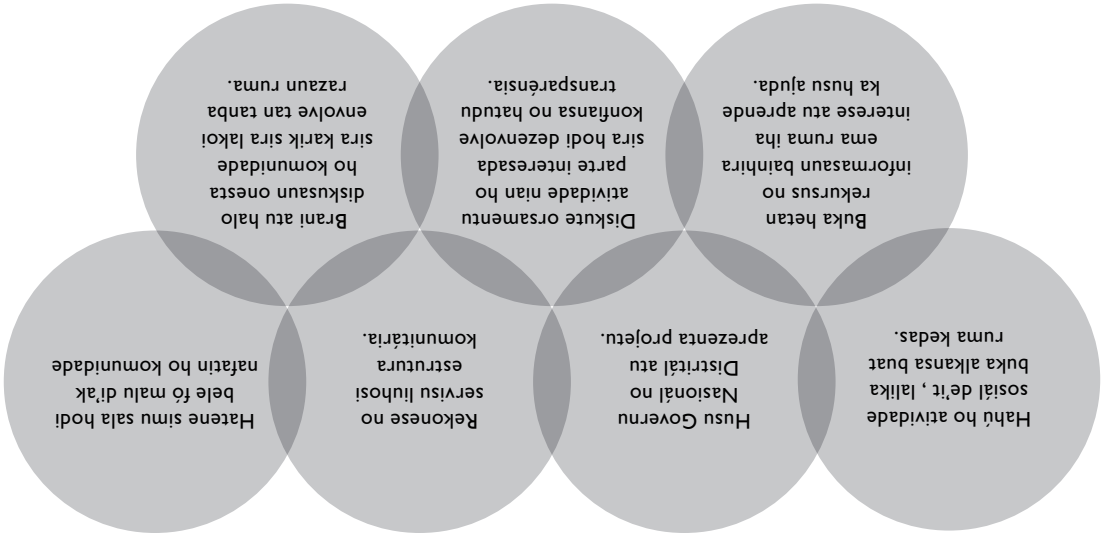 Hahú ho atividade
sosiál de'it , lalika
buka alkansa buat
ruma kedas.
Husu Governu
Nasionál no
Distritál atu
aprezenta projetu.
Rekonese no
servisu liuhosi
estrutura
komunitária.
Hatene simu sala hodi
bele fó malu di'ak
nafatin ho komunidade
Buka hetan
rekursu no
informasaun bainhira
ema ruma iha
interese atu aprende
ka husu ajuda.
Diskute orsamentu
atividade nian ho
parte interesada
sira hodi dezenvolve
konfiansa no hatudu
transparénsia.
Brani atu halo
diskusaun onesta
ho komunidade
sira karik sira lakoi
envolve tan tanba
razaun ruma.